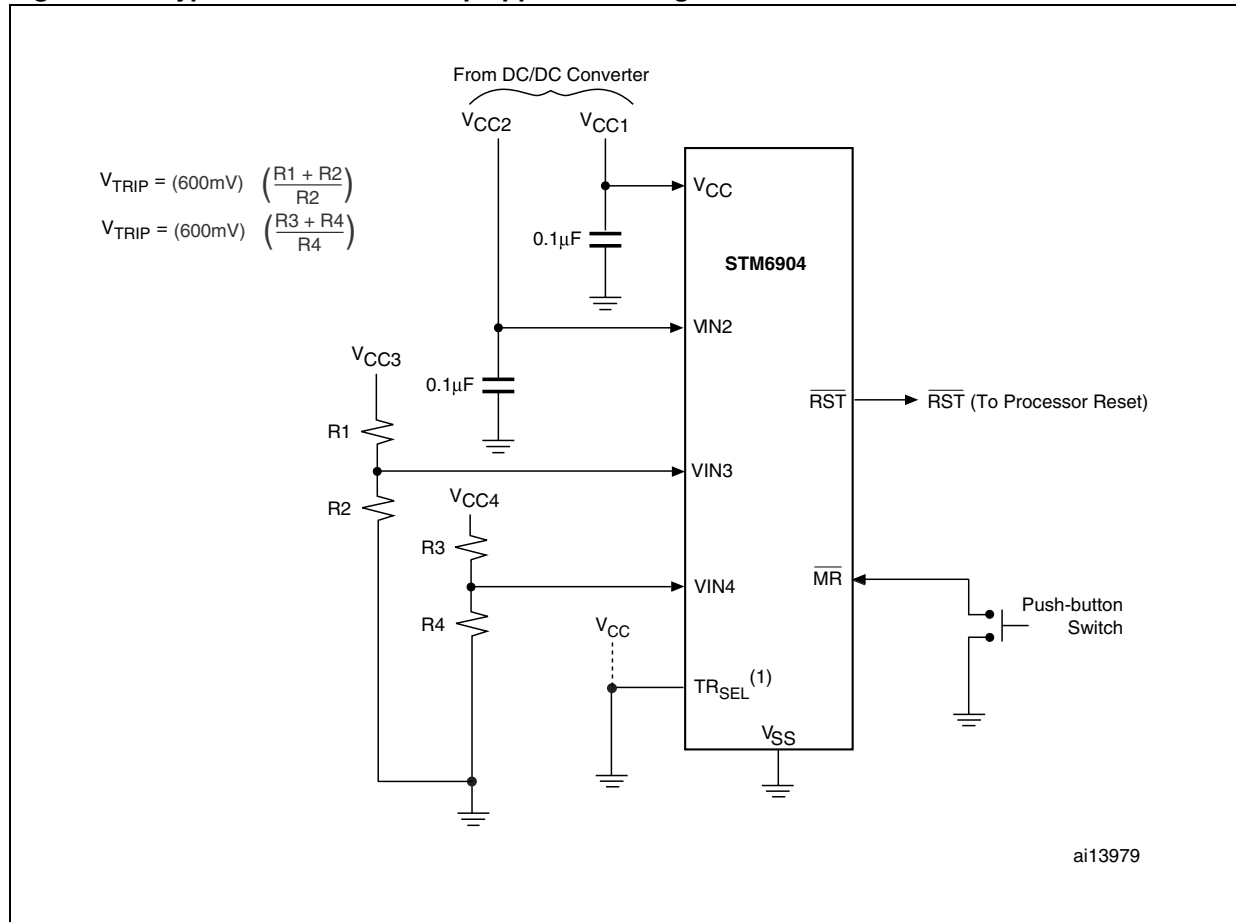 From DC/DC Converter
VCC2
VCC1
VTRIP = (600mV) (R1 + R2 / R2)
VTRIP = (600mV) (R3 + R4 / R4)
VCC
0.1µF
STM6904
VIN2
VCC3
0.1µF
RST
RST (To Processor Reset)
R1
VIN3
R2
VCC4
R3
MR
VIN4
Push-button
Switch
R4
VCC
TRSEL(1)
VSS
ai13979